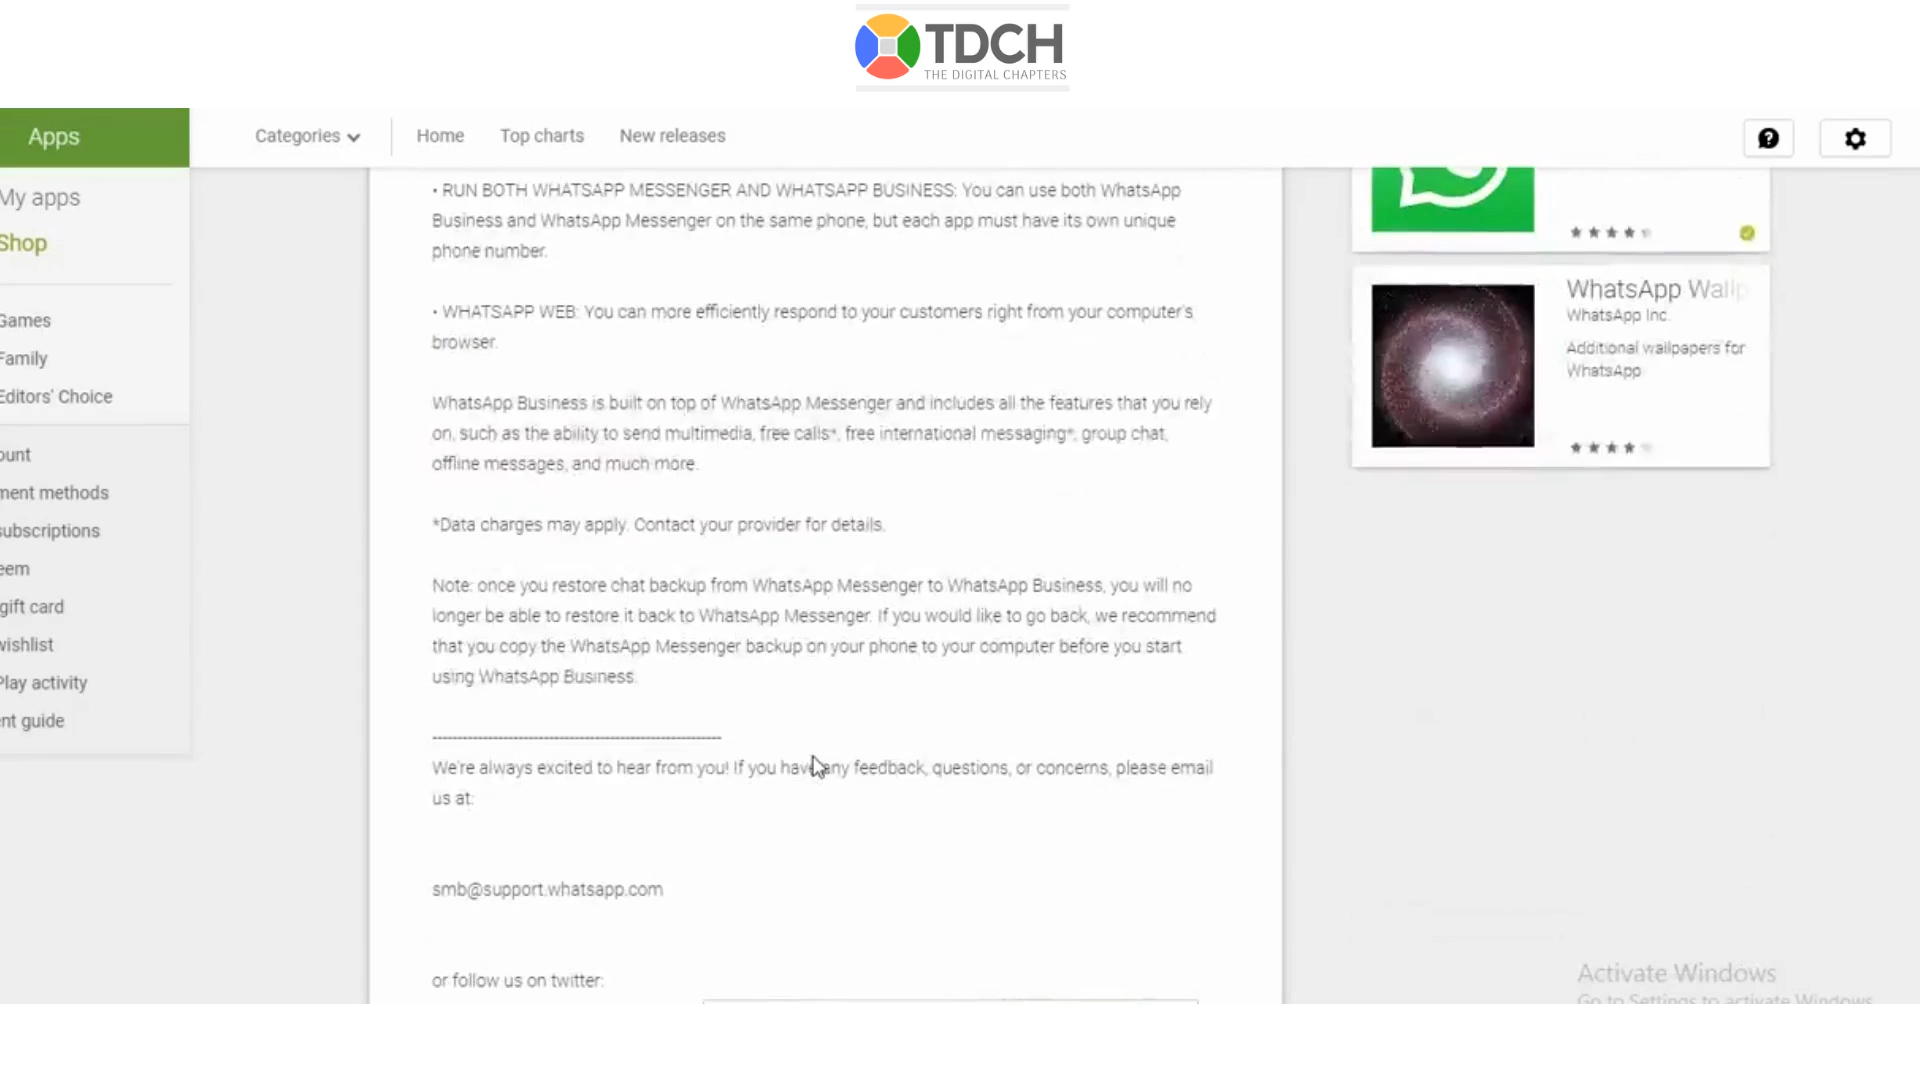 TDCH
THE DIGITAL CHAPTERS
Apps
Categories
Home
Top charts
New releases
My apps
Shop
Games
Family
Editors' Choice
ount
ment methods
subscriptions
eem
gift card
wishlist
Play activity
ent guide
• RUN BOTH WHATSAPP MESSENGER AND WHATSAPP BUSINESS: You can use both WhatsApp
Business and WhatsApp Messenger on the same phone, but each app must have its own unique
phone number.
• WHATSAPP WEB: You can more efficiently respond to your customers right from your computer's
browser.
WhatsApp Business is built on top of WhatsApp Messenger and includes all the features that you rely
on, such as the ability to send multimedia, free calls*, free international messaging*, group chat,
offline messages, and much more.
*Data charges may apply. Contact your provider for details.
Note: once you restore chat backup from WhatsApp Messenger to WhatsApp Business, you will no
longer be able to restore it back to WhatsApp Messenger. If you would like to go back, we recommend
that you copy the WhatsApp Messenger backup on your phone to your computer before you start
using WhatsApp Business.
---------------------------------------------------------
We're always excited to hear from you! If you have any feedback, questions, or concerns, please email
us at:
smb@support.whatsapp.com
or follow us on twitter:
WhatsApp Wallp
WhatsApp Inc.
Additional wallpapers for
WhatsApp
Activate Windows
Go to Settings to activate Windows